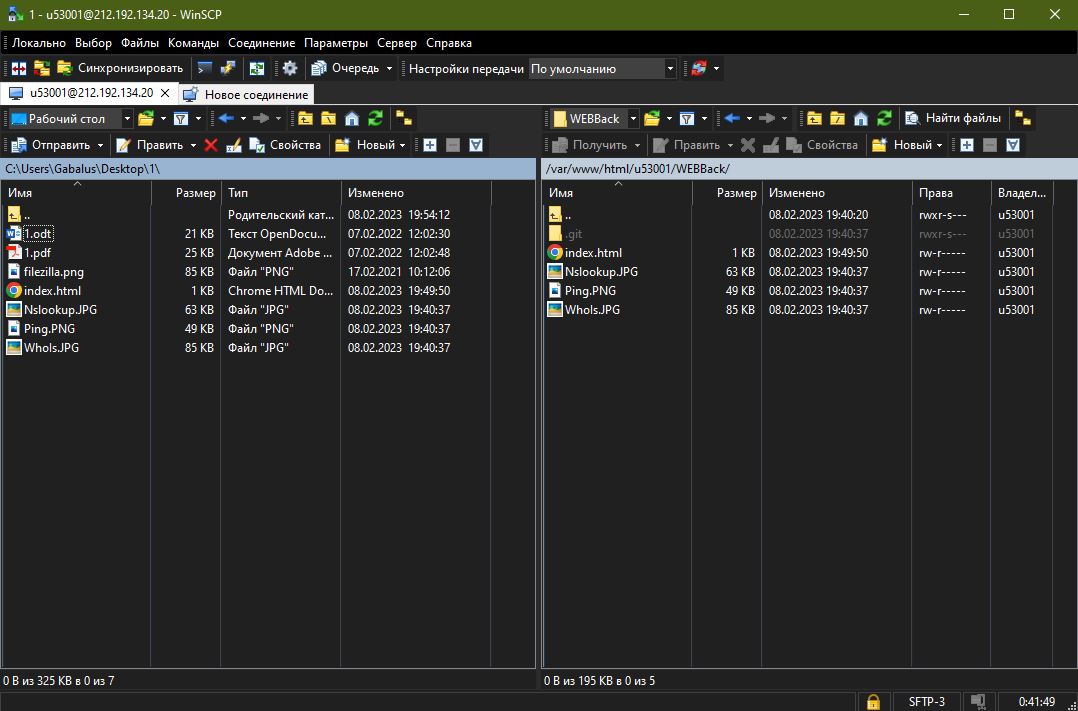 1 - u53001@212.192.134.20 - WinSCP
Локально Выбор Файлы Команды Соединение Параметры Сервер Справка
Синхронизировать Очередь Настройки передачи По умолчанию
u53001@212.192.134.20 Новое соединение
Рабочий стол WEBBack Найти файлы
Отправить Править Свойства Новый Получить Править Свойства Новый
C:\Users\Gabalus\Desktop\1\ /var/www/html/u53001/WEBBack/
Имя Размер Тип Изменено Имя Размер Изменено Права Владел...
.. Родительский кат... 08.02.2023 19:54:12 .. 08.02.2023 19:40:20 rwxr-s--- u53001
1.odt 21 KB Текст OpenDocu... 07.02.2022 12:02:30 .git 08.02.2023 19:40:37 rwxr-s--- u53001
1.pdf 25 KB Документ Adobe ... 07.02.2022 12:02:48 index.html 1 KB 08.02.2023 19:49:50 rw-r----- u53001
filezilla.png 85 KB Файл "PNG" 17.02.2021 10:12:06 Nslookup.JPG 63 KB 08.02.2023 19:40:37 rw-r----- u53001
index.html 1 KB Chrome HTML Do... 08.02.2023 19:49:50 Ping.PNG 49 KB 08.02.2023 19:40:37 rw-r----- u53001
Nslookup.JPG 63 KB Файл "JPG" 08.02.2023 19:40:37 WhoIs.JPG 85 KB 08.02.2023 19:40:37 rw-r----- u53001
Ping.PNG 49 KB Файл "PNG" 08.02.2023 19:40:37
WhoIs.JPG 85 KB Файл "JPG" 08.02.2023 19:40:37
0 B из 325 KB в 0 из 7 0 B из 195 KB в 0 из 5
SFTP-3 0:41:49